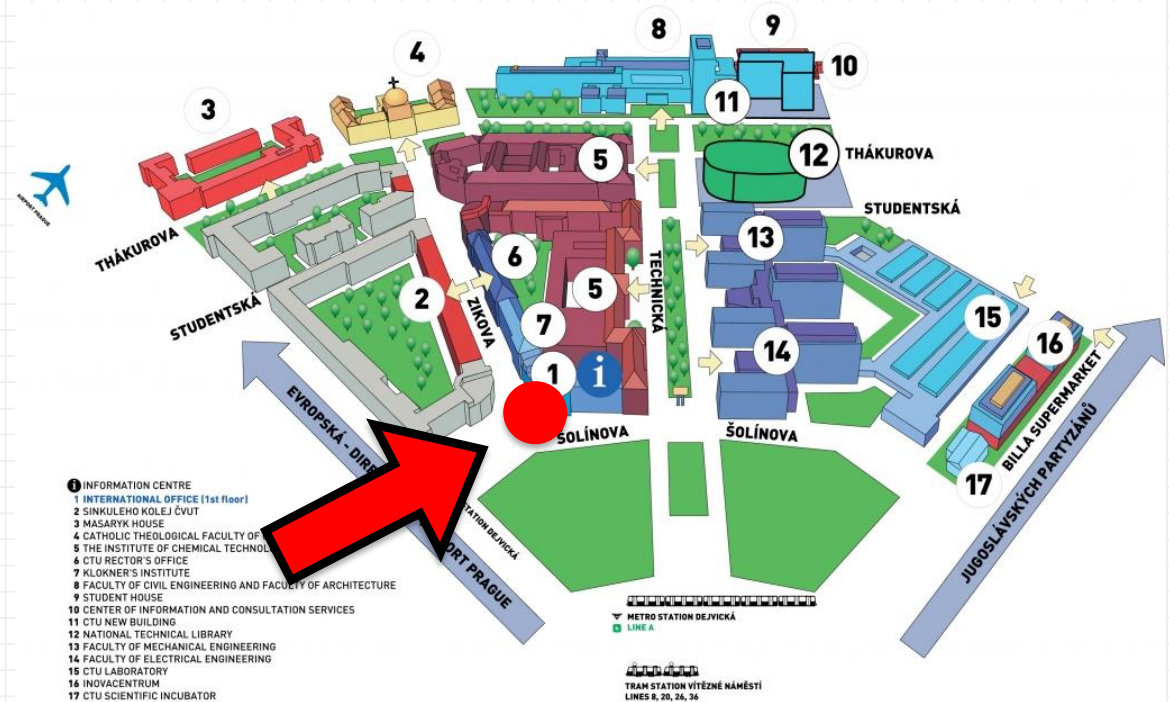 8
9
4
10
3
11
5
12
THÁKUROVA
AIRPORT PRAGUE
STUDENTSKÁ
13
6
THÁKUROVA
TECHNICKÁ
2
5
STUDENTSKÁ
ZIKOVA
15
7
16
14
1
i
EVROPSKÁ - DIRE
SOLÍNOVA
ŠOLÍNOVA
BILLA SUPERMARKET
17
JUGOSLÁVSKÝCH PARTYZÁNŮ
STATION DEJVICKÁ
ORT PRAGUE
i INFORMATION CENTRE
1 INTERNATIONAL OFFICE (1st floor)
2 SINKULEHO KOLEJ ČVUT
3 MASARYK HOUSE
4 CATHOLIC THEOLOGICAL FACULTY OF
5 THE INSTITUTE OF CHEMICAL TECHNOL
6 CTU RECTOR'S OFFICE
7 KLOKNER'S INSTITUTE
8 FACULTY OF CIVIL ENGINEERING AND FACULTY OF ARCHITECTURE
9 STUDENT HOUSE
10 CENTER OF INFORMATION AND CONSULTATION SERVICES
11 CTU NEW BUILDING
12 NATIONAL TECHNICAL LIBRARY
13 FACULTY OF MECHANICAL ENGINEERING
14 FACULTY OF ELECTRICAL ENGINEERING
15 CTU LABORATORY
16 INOVACENTRUM
17 CTU SCIENTIFIC INCUBATOR
METRO STATION DEJVICKÁ
LINE A
TRAM STATION VÍTĚZNÉ NÁMĚSTÍ
LINES 8, 20, 26, 36